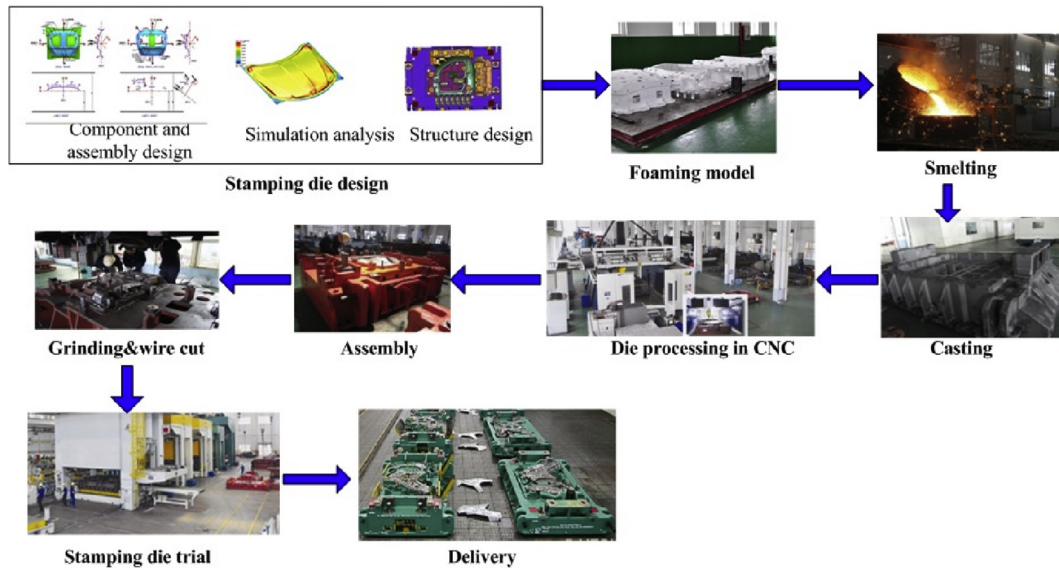 Component and
assembly design
Simulation analysis
Structure design
Stamping die design
Foaming model
Smelting
Casting
Die processing in CNC
Assembly
Grinding&wire cut
Stamping die trial
Delivery